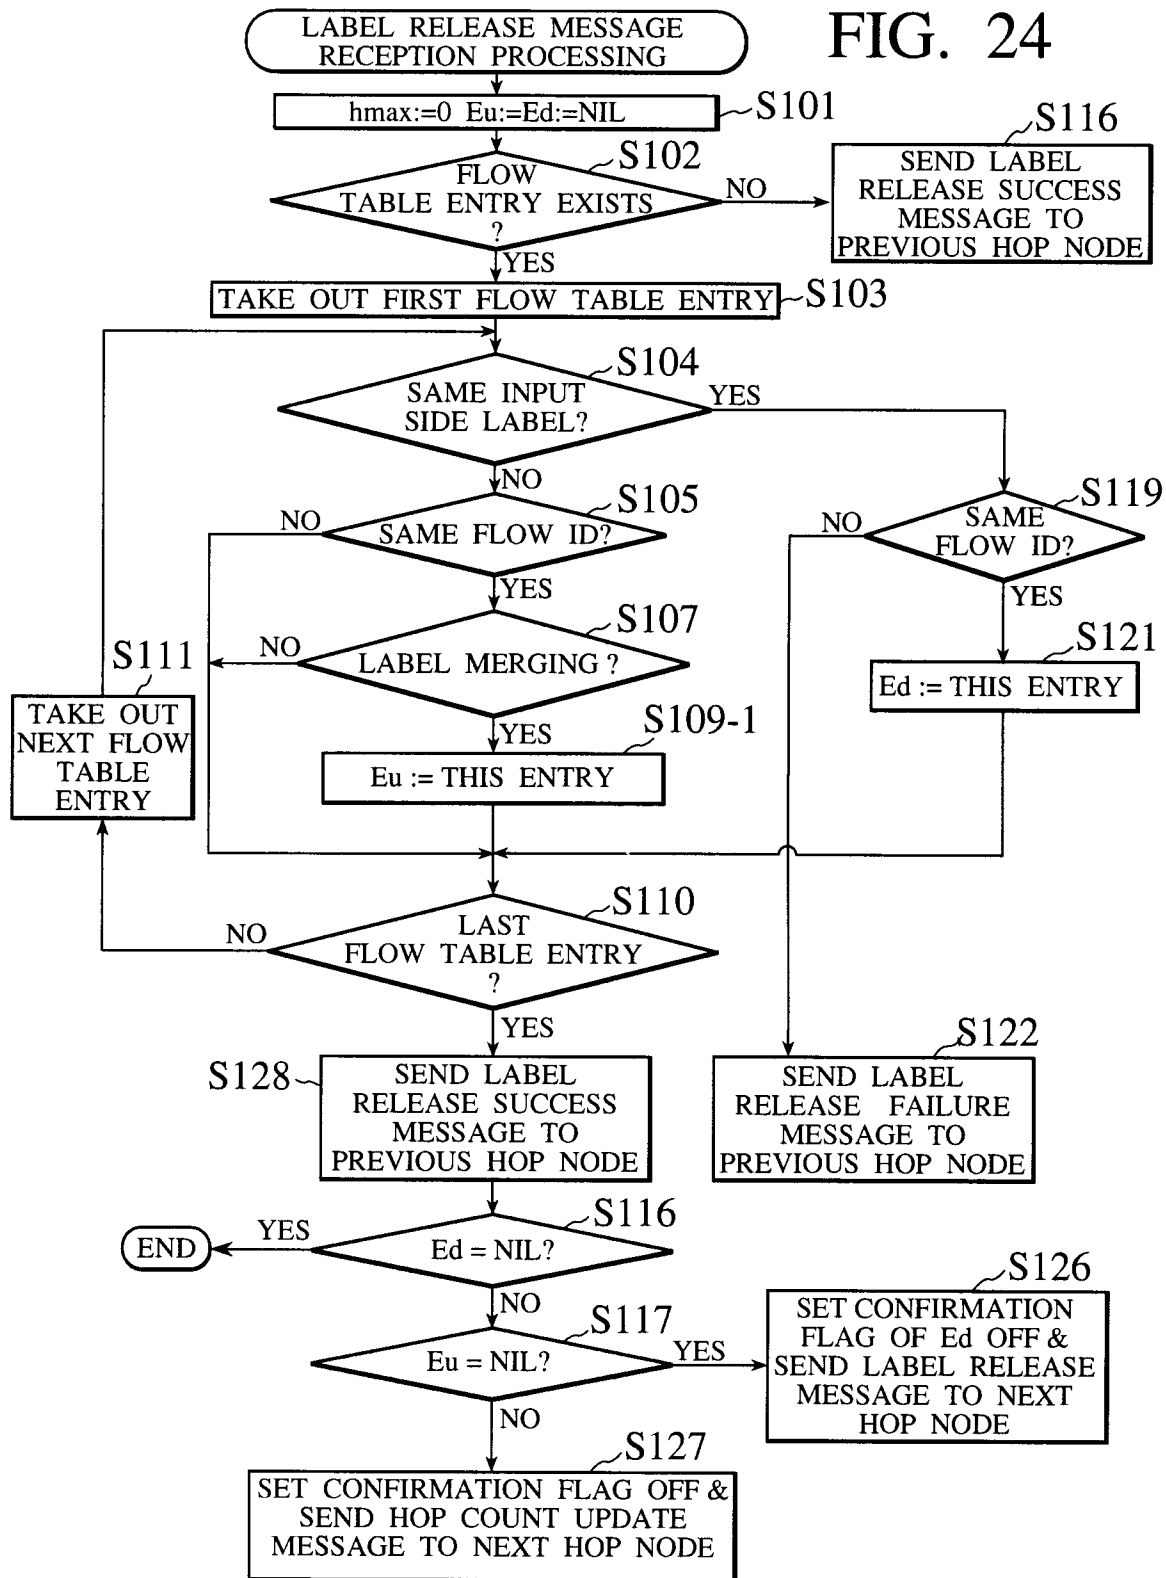 LABEL RELEASE MESSAGE
RECEPTION PROCESSING
FIG. 24
hmax:=0 Eu:=Ed:=NIL
S101
S102
FLOW
TABLE ENTRY EXISTS
?
NO
YES
S116
SEND LABEL
RELEASE SUCCESS
MESSAGE TO
PREVIOUS HOP NODE
TAKE OUT FIRST FLOW TABLE ENTRY
S103
S104
SAME INPUT
SIDE LABEL?
YES
NO
S105
SAME FLOW ID?
NO
YES
S119
SAME
FLOW ID?
NO
YES
S107
LABEL MERGING ?
NO
YES
S121
Ed := THIS ENTRY
S111
TAKE OUT
NEXT FLOW
TABLE
ENTRY
S109-1
Eu := THIS ENTRY
S110
LAST
FLOW TABLE ENTRY
?
NO
YES
S128
SEND LABEL
RELEASE SUCCESS
MESSAGE TO
PREVIOUS HOP NODE
S122
SEND LABEL
RELEASE FAILURE
MESSAGE TO
PREVIOUS HOP NODE
S116
Ed = NIL?
YES
END
NO
S117
Eu = NIL?
YES
NO
S126
SET CONFIRMATION
FLAG OF Ed OFF &
SEND LABEL RELEASE
MESSAGE TO NEXT
HOP NODE
S127
SET CONFIRMATION FLAG OFF &
SEND HOP COUNT UPDATE
MESSAGE TO NEXT HOP NODE